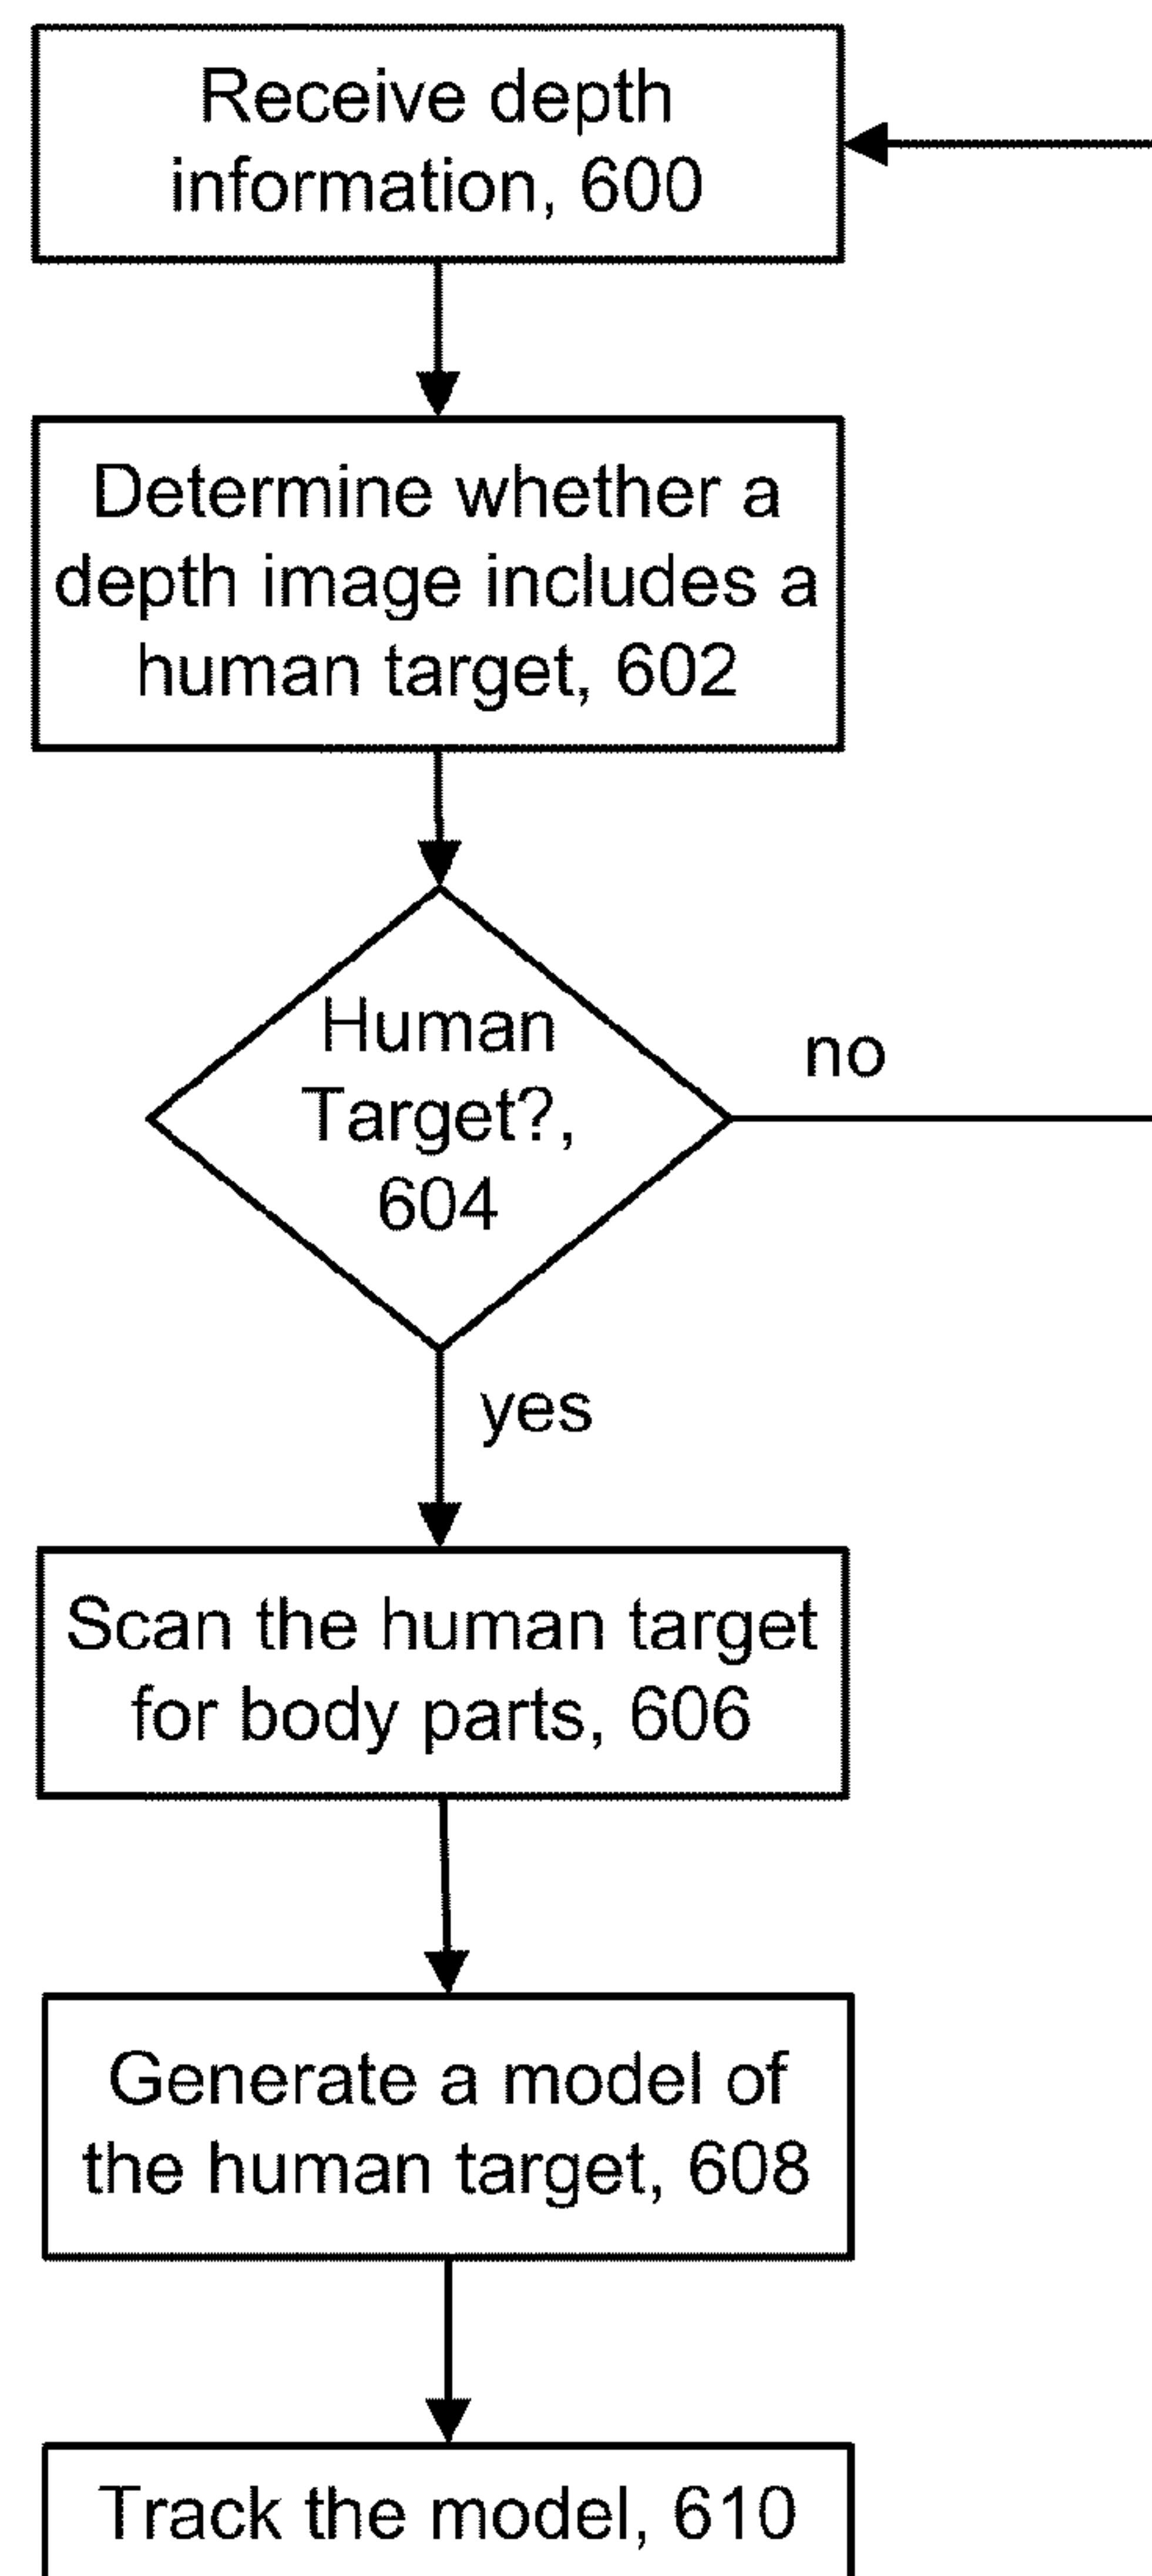 Receive depth
information, 600
Determine whether a
depth image includes a
human target, 602
Human
Target?,
604
no
yes
Scan the human target
for body parts, 606
Generate a model of
the human target, 608
Track the model, 610